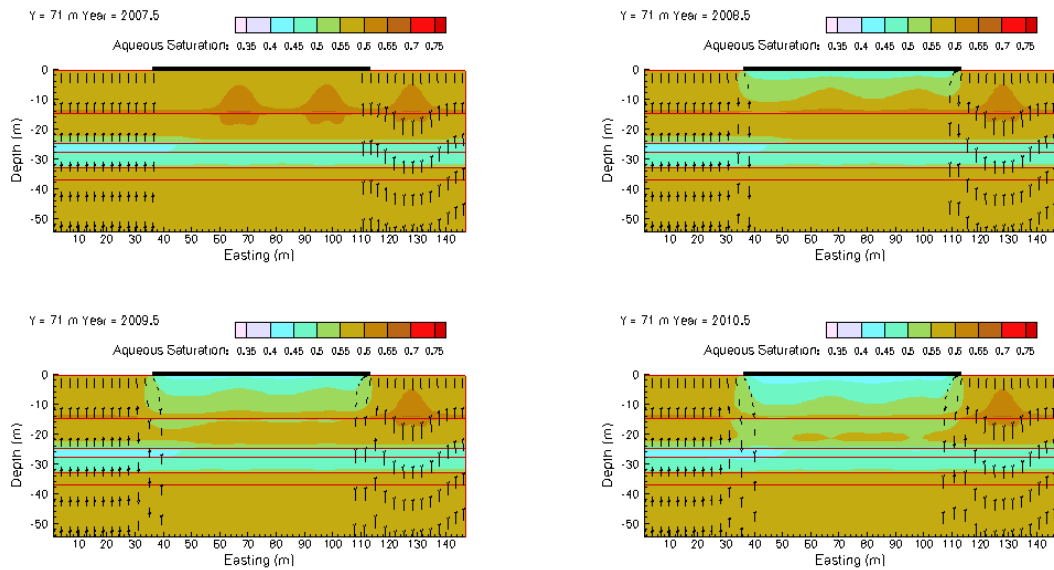 Y = 71 m Year = 2007.5
Aqueous Saturation: 0.35 0.4 0.45 0.5 0.55 0.6 0.65 0.7 0.75
0
-10
-20
-30
-40
-50
Depth (m)
10 20 30 40 50 60 70 80 90 100 110 120 130 140
Easting (m)
Y = 71 m Year = 2008.5
Aqueous Saturation: 0.35 0.4 0.45 0.5 0.55 0.6 0.65 0.7 0.75
0
-10
-20
-30
-40
-50
Depth (m)
10 20 30 40 50 60 70 80 90 100 110 120 130 140
Easting (m)
Y = 71 m Year = 2009.5
Aqueous Saturation: 0.35 0.4 0.45 0.5 0.55 0.6 0.65 0.7 0.75
0
-10
-20
-30
-40
-50
Depth (m)
10 20 30 40 50 60 70 80 90 100 110 120 130 140
Easting (m)
Y = 71 m Year = 2010.5
Aqueous Saturation: 0.35 0.4 0.45 0.5 0.55 0.6 0.65 0.7 0.75
0
-10
-20
-30
-40
-50
Depth (m)
10 20 30 40 50 60 70 80 90 100 110 120 130 140
Easting (m)